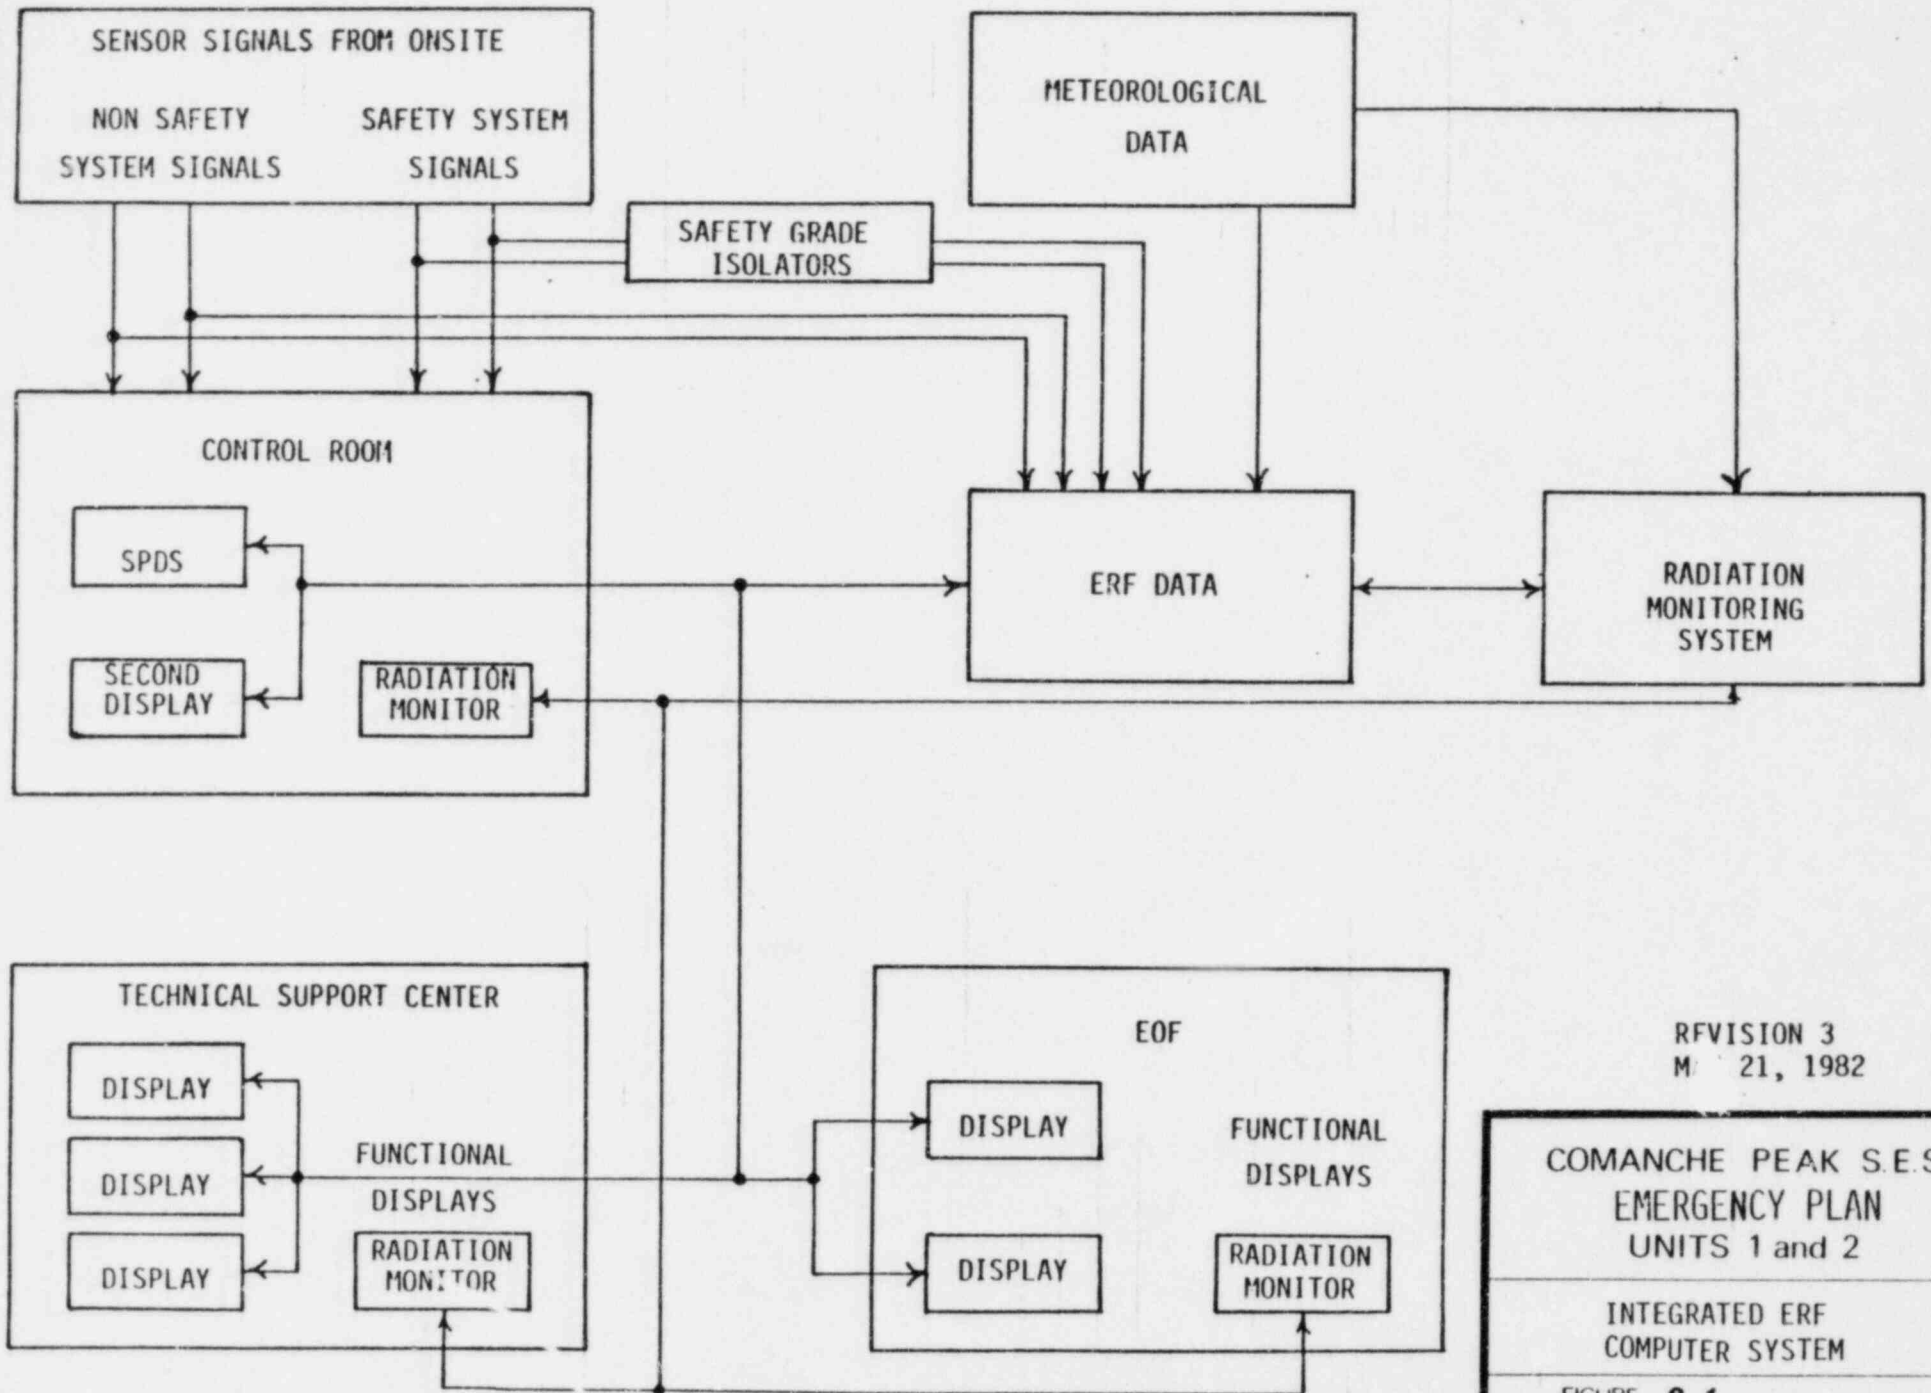 SENSOR SIGNALS FROM ONSITE
NON SAFETY
SYSTEM SIGNALS
SAFETY SYSTEM
SIGNALS
METEOROLOGICAL
DATA
SAFETY GRADE
ISOLATORS
CONTROL ROOM
SPDS
SECOND
DISPLAY
RADIATION
MONITOR
ERF DATA
RADIATION
MONITORING
SYSTEM
TECHNICAL SUPPORT CENTER
DISPLAY
DISPLAY
DISPLAY
FUNCTIONAL
DISPLAYS
RADIATION
MONITOR
EOF
DISPLAY
DISPLAY
FUNCTIONAL
DISPLAYS
RADIATION
MONITOR
REVISION 3
M 21, 1982
COMANCHE PEAK S.E.S
EMERGENCY PLAN
UNITS 1 and 2
INTEGRATED ERF
COMPUTER SYSTEM
FIGURE